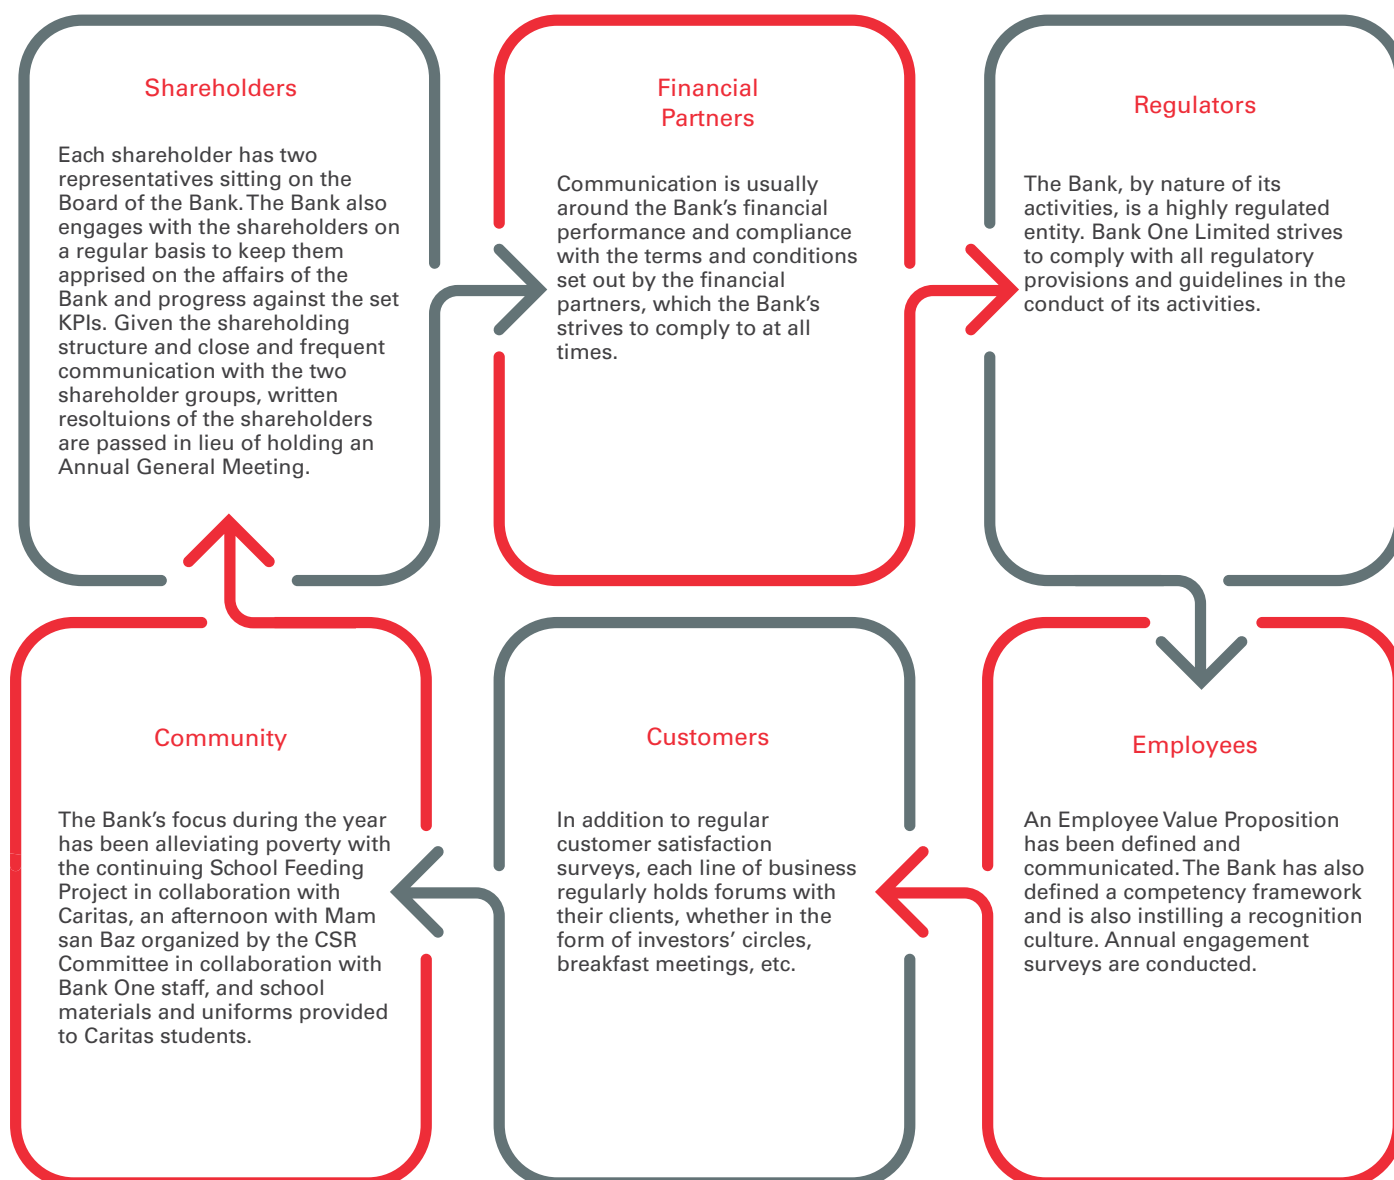 Shareholders
Each shareholder has two
representatives sitting on the
Board of the Bank. The Bank also
engages with the shareholders on
a regular basis to keep them
apprised on the affairs of the
Bank and progress against the set
KPIs. Given the shareholding
structure and close and frequent
communication with the two
shareholder groups, written
resoltuions of the shareholders
are passed in lieu of holding an
Annual General Meeting.
Financial
Partners
Communication is usually
around the Bank’s financial
performance and compliance
with the terms and conditions
set out by the financial
partners, which the Bank’s
strives to comply to at all
times.
Regulators
The Bank, by nature of its
activities, is a highly regulated
entity. Bank One Limited strives
to comply with all regulatory
provisions and guidelines in the
conduct of its activities.
Community
The Bank’s focus during the year
has been alleviating poverty with
the continuing School Feeding
Project in collaboration with
Caritas, an afternoon with Mam
san Baz organized by the CSR
Committee in collaboration with
Bank One staff, and school
materials and uniforms provided
to Caritas students.
Customers
In addition to regular
customer satisfaction
surveys, each line of business
regularly holds forums with
their clients, whether in the
form of investors’ circles,
breakfast meetings, etc.
Employees
An Employee Value Proposition
has been defined and
communicated. The Bank has also
defined a competency framework
and is also instilling a recognition
culture. Annual engagement
surveys are conducted.